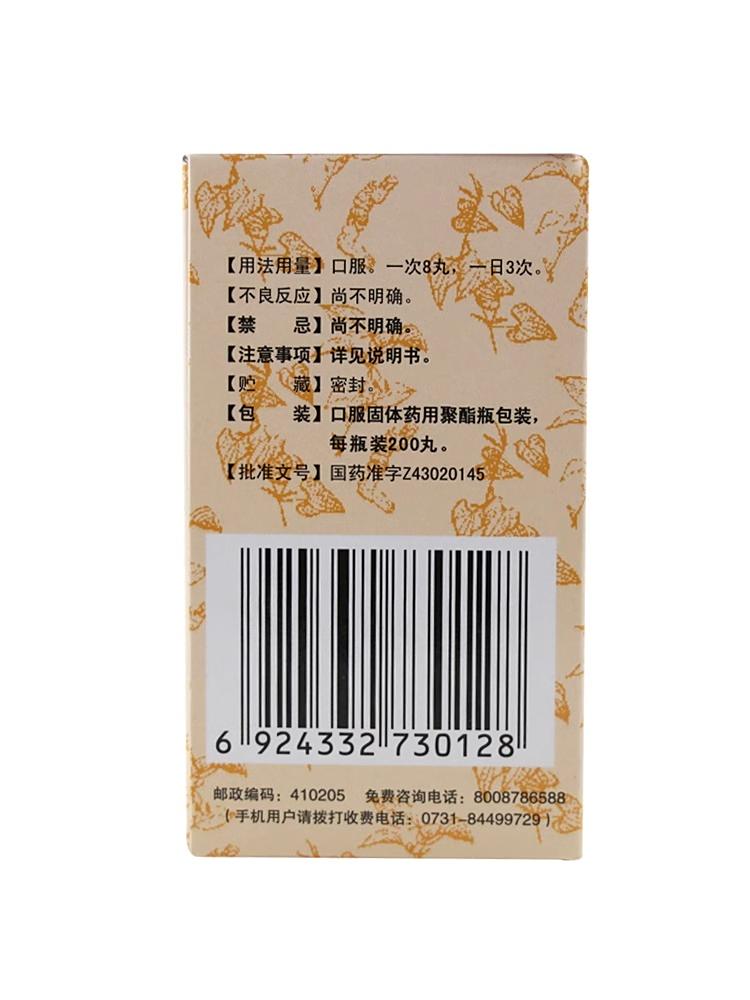 【用法用量】口服。一次8丸，一日3次。
【不良反应】尚不明确。
【禁　　忌】尚不明确。
【注意事项】详见说明书。
【贮　　藏】密封。
【包　　装】口服固体药用聚酯瓶包装，
每瓶装200丸。
【批准文号】国药准字Z43020145
6 924332 730128
邮政编码：410205　免费咨询电话：8008786588
（手机用户请拨打收费电话：0731-84499729）